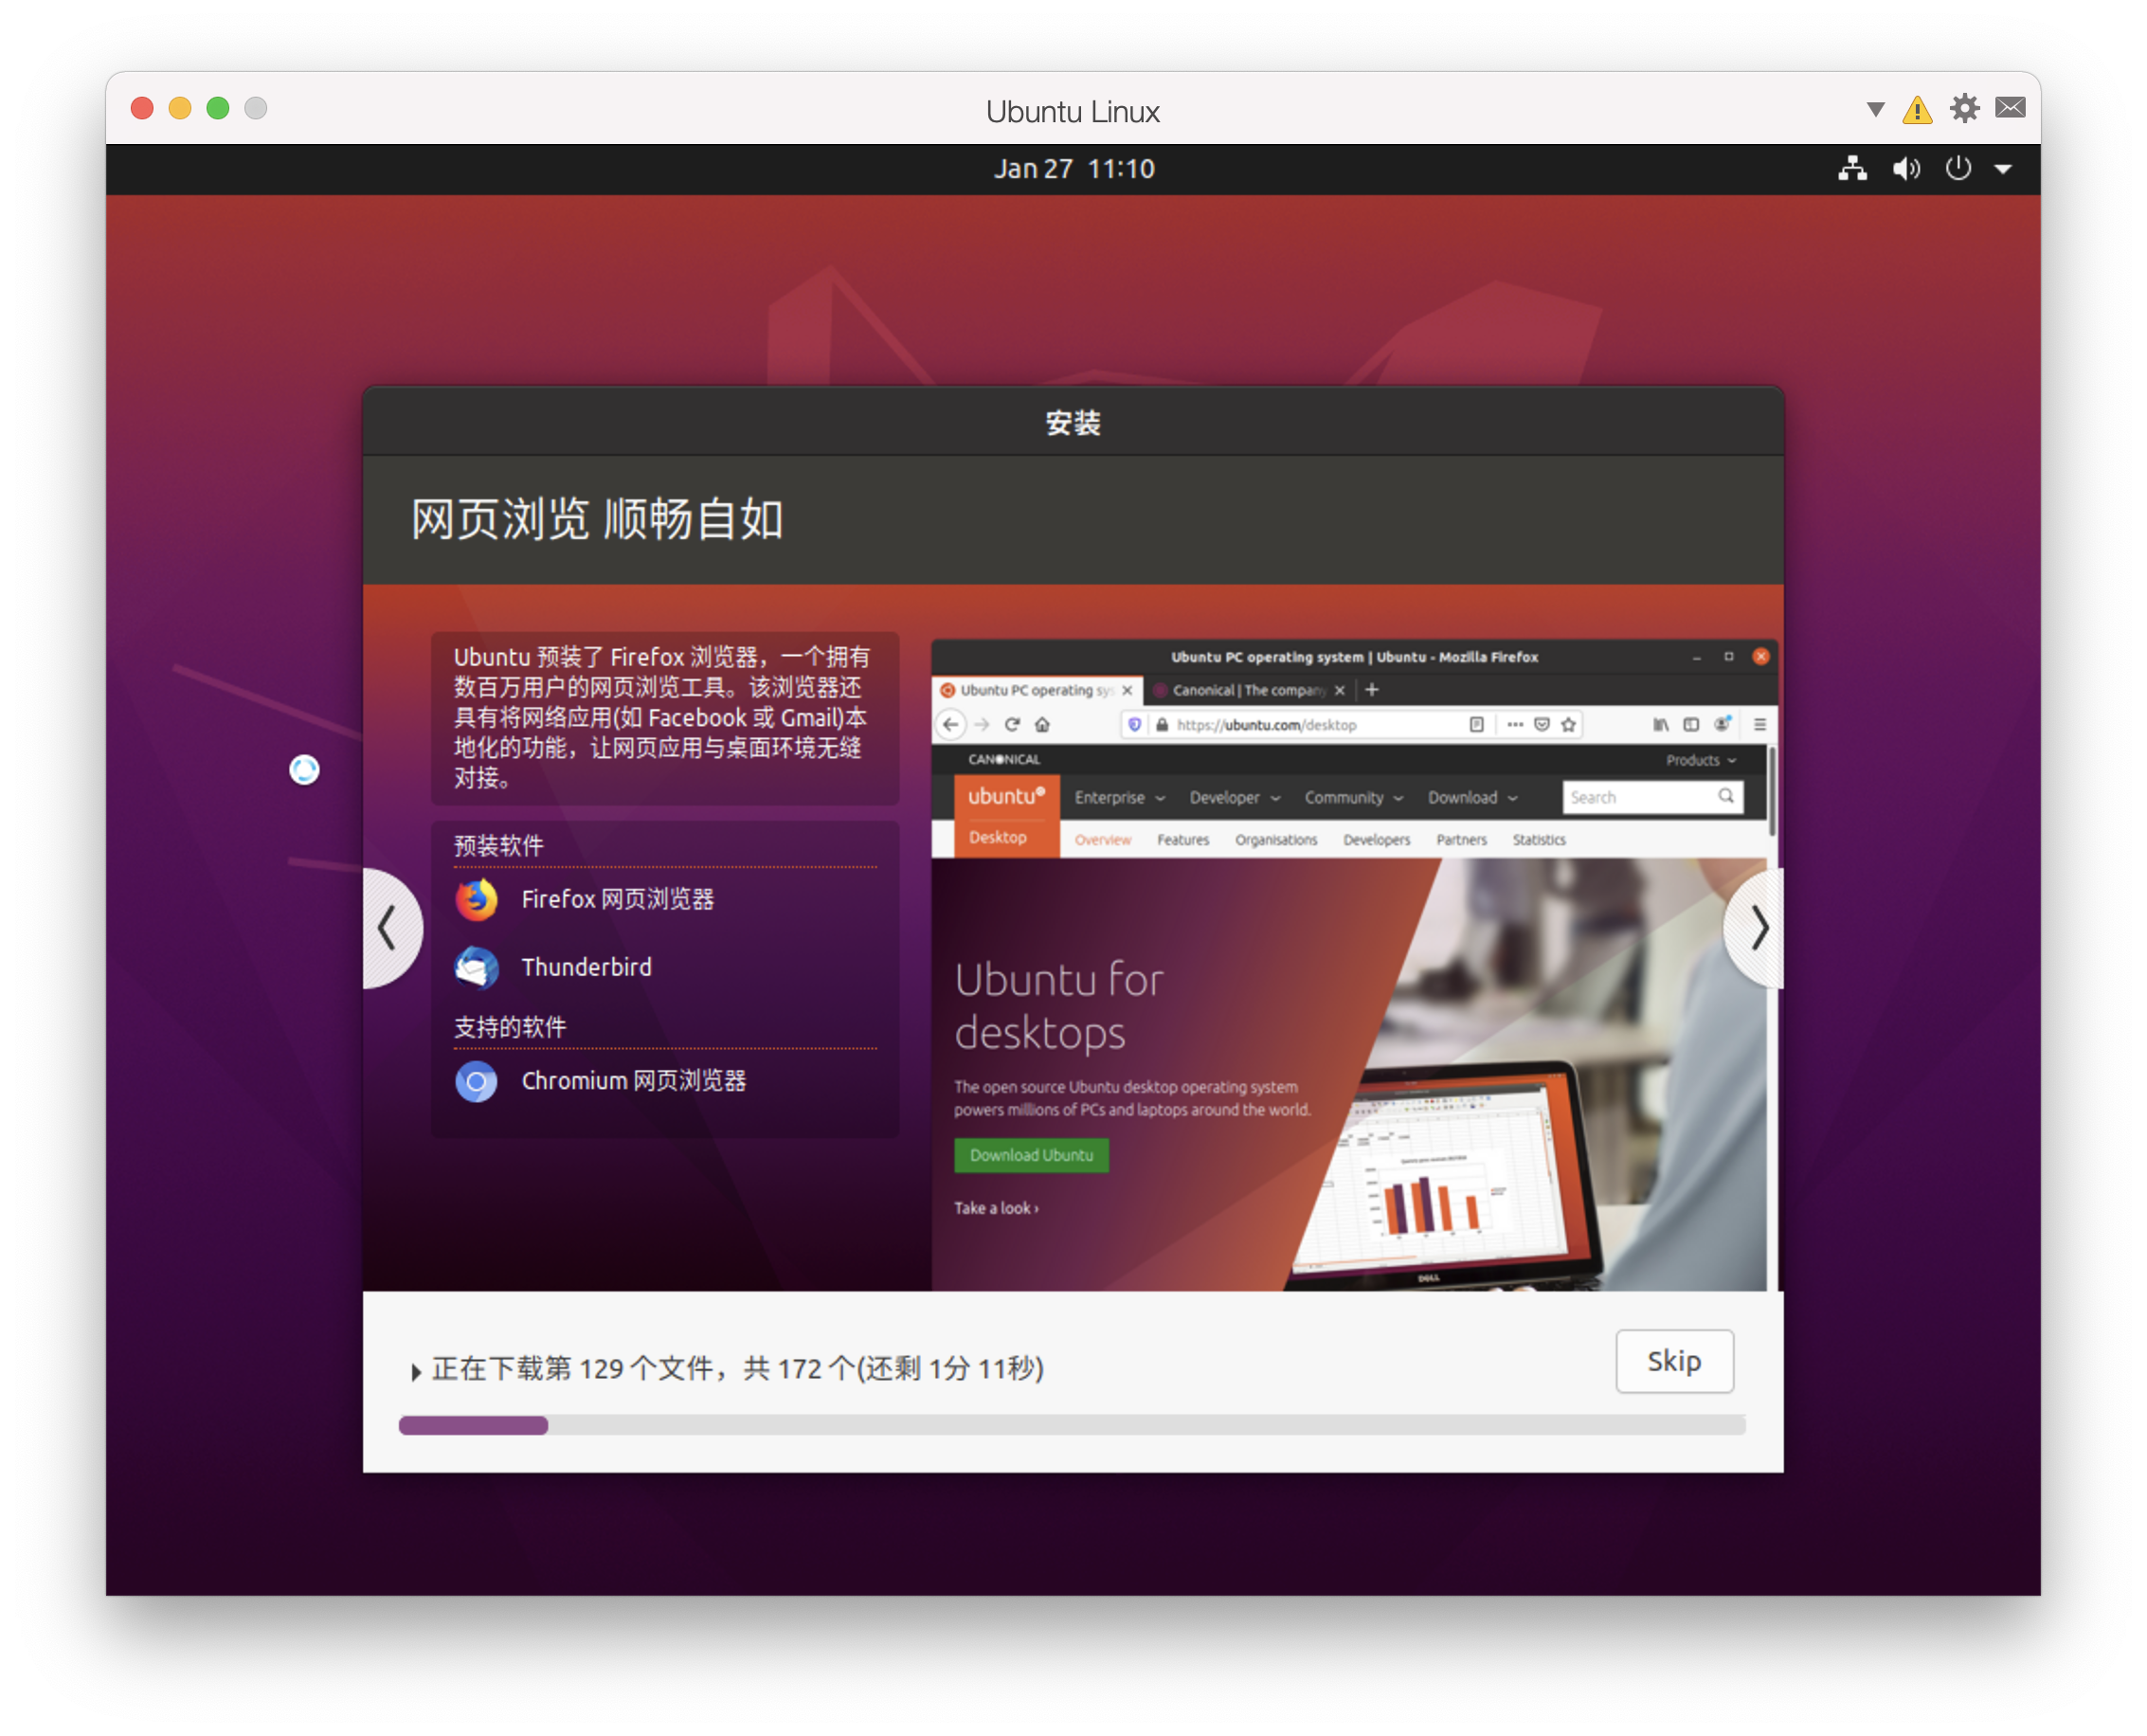 Ubuntu Linux
Jan 27 11:10
安装
网页浏览 顺畅自如
Ubuntu 预装了 Firefox 浏览器，一个拥有
数百万用户的网页浏览工具。该浏览器还
具有将网络应用(如 Facebook 或 Gmail)本
地化的功能，让网页应用与桌面环境无缝
对接。
预装软件
Firefox 网页浏览器
Thunderbird
支持的软件
Chromium 网页浏览器
Ubuntu PC operating system | Ubuntu - Mozilla Firefox
Ubuntu PC operating sys
Canonical | The company
https://ubuntu.com/desktop
CANONICAL
Products
ubuntu
Enterprise Developer Community Download
Search
Desktop
Overview Features Organisations Developers Partners Statistics
Ubuntu for
desktops
The open source Ubuntu desktop operating system
powers millions of PCs and laptops around the world.
Download Ubuntu
Take a look ›
DELL
正在下载第 129 个文件，共 172 个(还剩 1分 11秒)
Skip